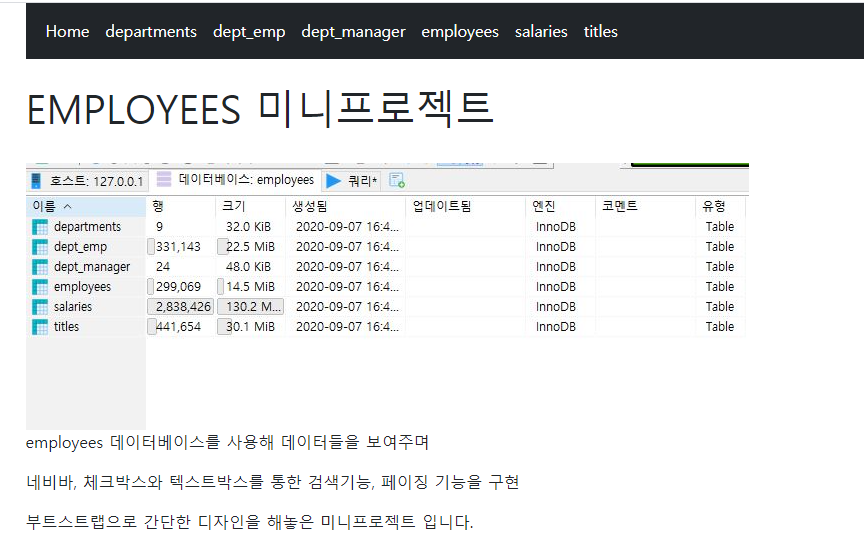 Home departments dept_emp dept_manager employees salaries titles
EMPLOYEES 미니프로젝트
호스트: 127.0.0.1 데이터베이스: employees 쿼리*
이름 행 크기 생성됨 업데이트됨 엔진 코멘트 유형
departments 9 32.0 KiB 2020-09-07 16:4... InnoDB Table
dept_emp 331,143 22.5 MiB 2020-09-07 16:4... InnoDB Table
dept_manager 24 48.0 KiB 2020-09-07 16:4... InnoDB Table
employees 299,069 14.5 MiB 2020-09-07 16:4... InnoDB Table
salaries 2,838,426 130.2 M... 2020-09-07 16:4... InnoDB Table
titles 441,654 30.1 MiB 2020-09-07 16:4... InnoDB Table
employees 데이터베이스를 사용해 데이터들을 보여주며
네비바, 체크박스와 텍스트박스를 통한 검색기능, 페이징 기능을 구현
부트스트랩으로 간단한 디자인을 해놓은 미니프로젝트 입니다.